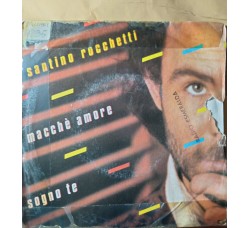 santino rocchetti
macchè amore
sogno te